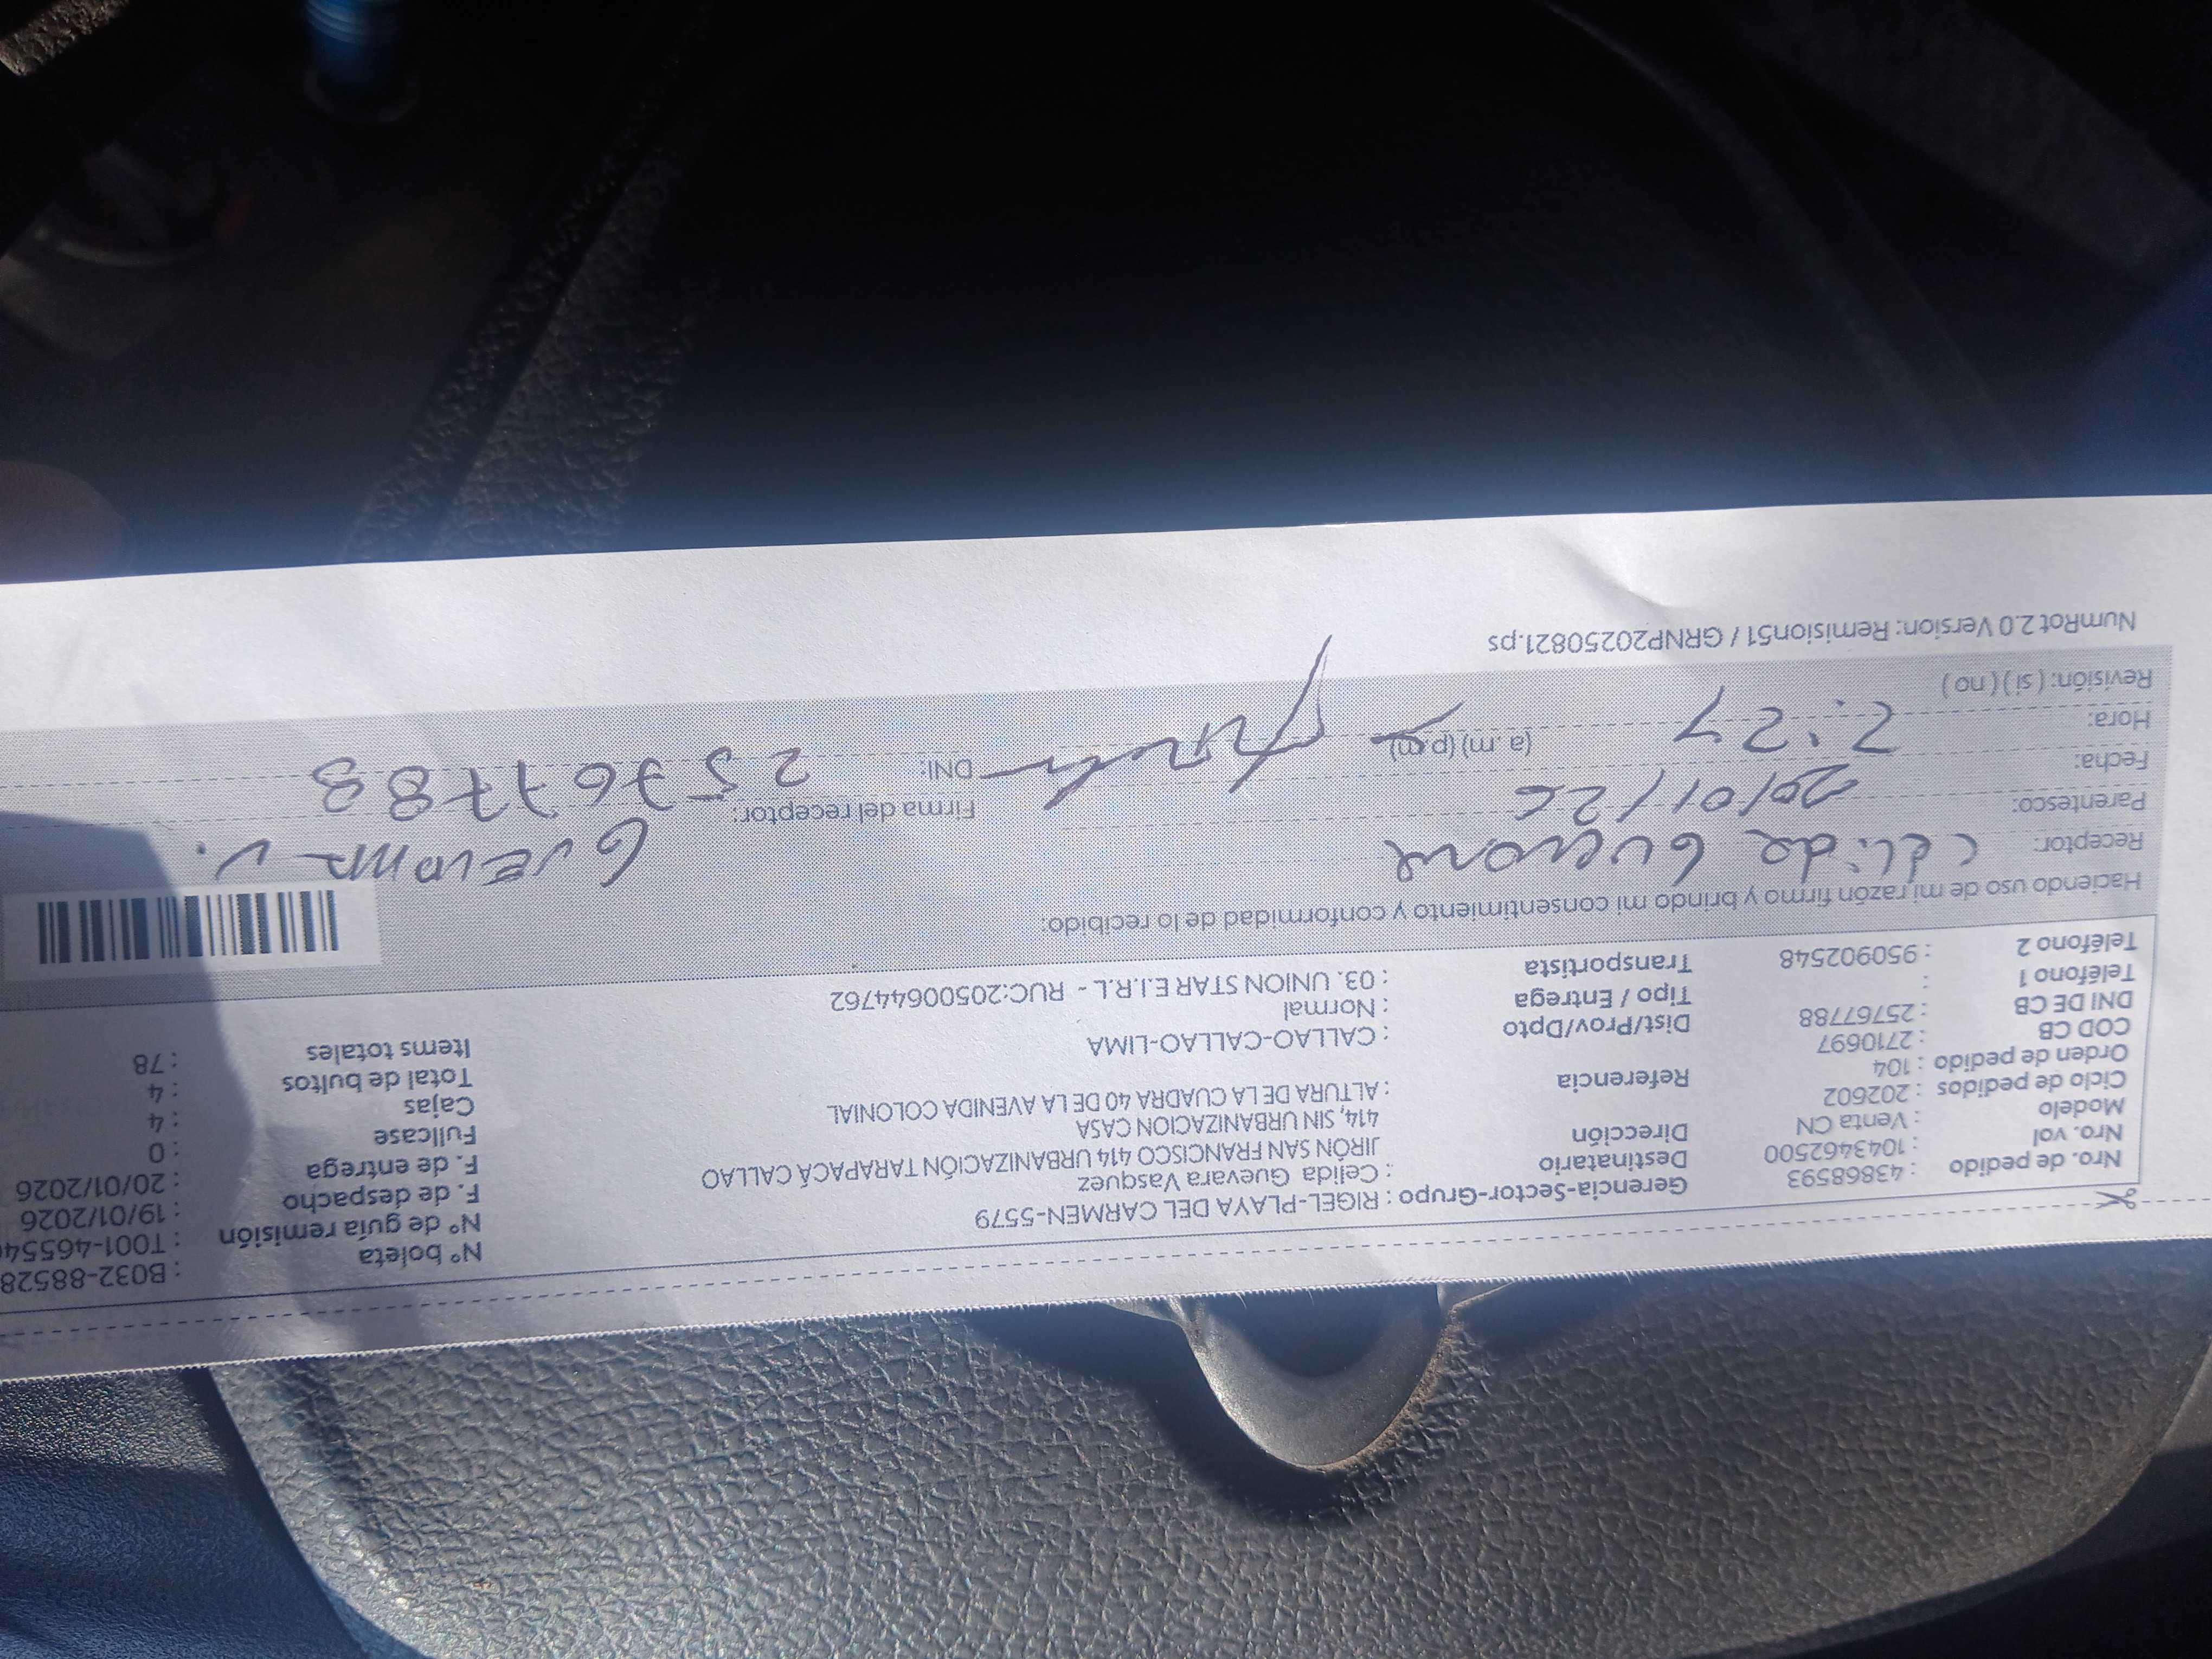 Nro. de pedido : 43868593
Nro. vol : 1043462500
Modelo : Venta CN
Ciclo de pedidos : 202602
Orden de pedido : 104
COD CB : 2710697
DNI DE CB : 25767788
Teléfono 1 :
Teléfono 2 : 950902548
Gerencia-Sector-Grupo : RIGEL-PLAYA DEL CARMEN-5579
Destinatario : Celida Guevara Vasquez
Dirección JIRÓN SAN FRANCISCO 414 URBANIZACIÓN TARAPACÁ CALLAO
414, SIN URBANIZACION CASA
Referencia : ALTURA DE LA CUADRA 40 DE LA AVENIDA COLONIAL
Dist/Prov/Dpto : CALLAO-CALLAO-LIMA
Tipo / Entrega : Normal
Transportista : 03. UNION STAR E.I.R.L - RUC:20500644762
N° boleta : B032-88528
N° de guía remisión : T001-46554
F. de despacho : 19/01/2026
F. de entrega : 20/01/2026
Fullcase : 0
Cajas : 4
Total de bultos : 4
Items totales : 78
Haciendo uso de mi razón firmo y brindo mi consentimiento y conformidad de lo recibido:
Receptor: Celida Guevara
Guevara V.
Parentesco:
Firma del receptor:
Fecha: 20/01/26
DNI: 25767788
Hora: 2:27 (a.m) (p.m)
Revisión: ( si ) ( no )
NumRot 2.0 Version: Remision51 / GRNP20250821.ps